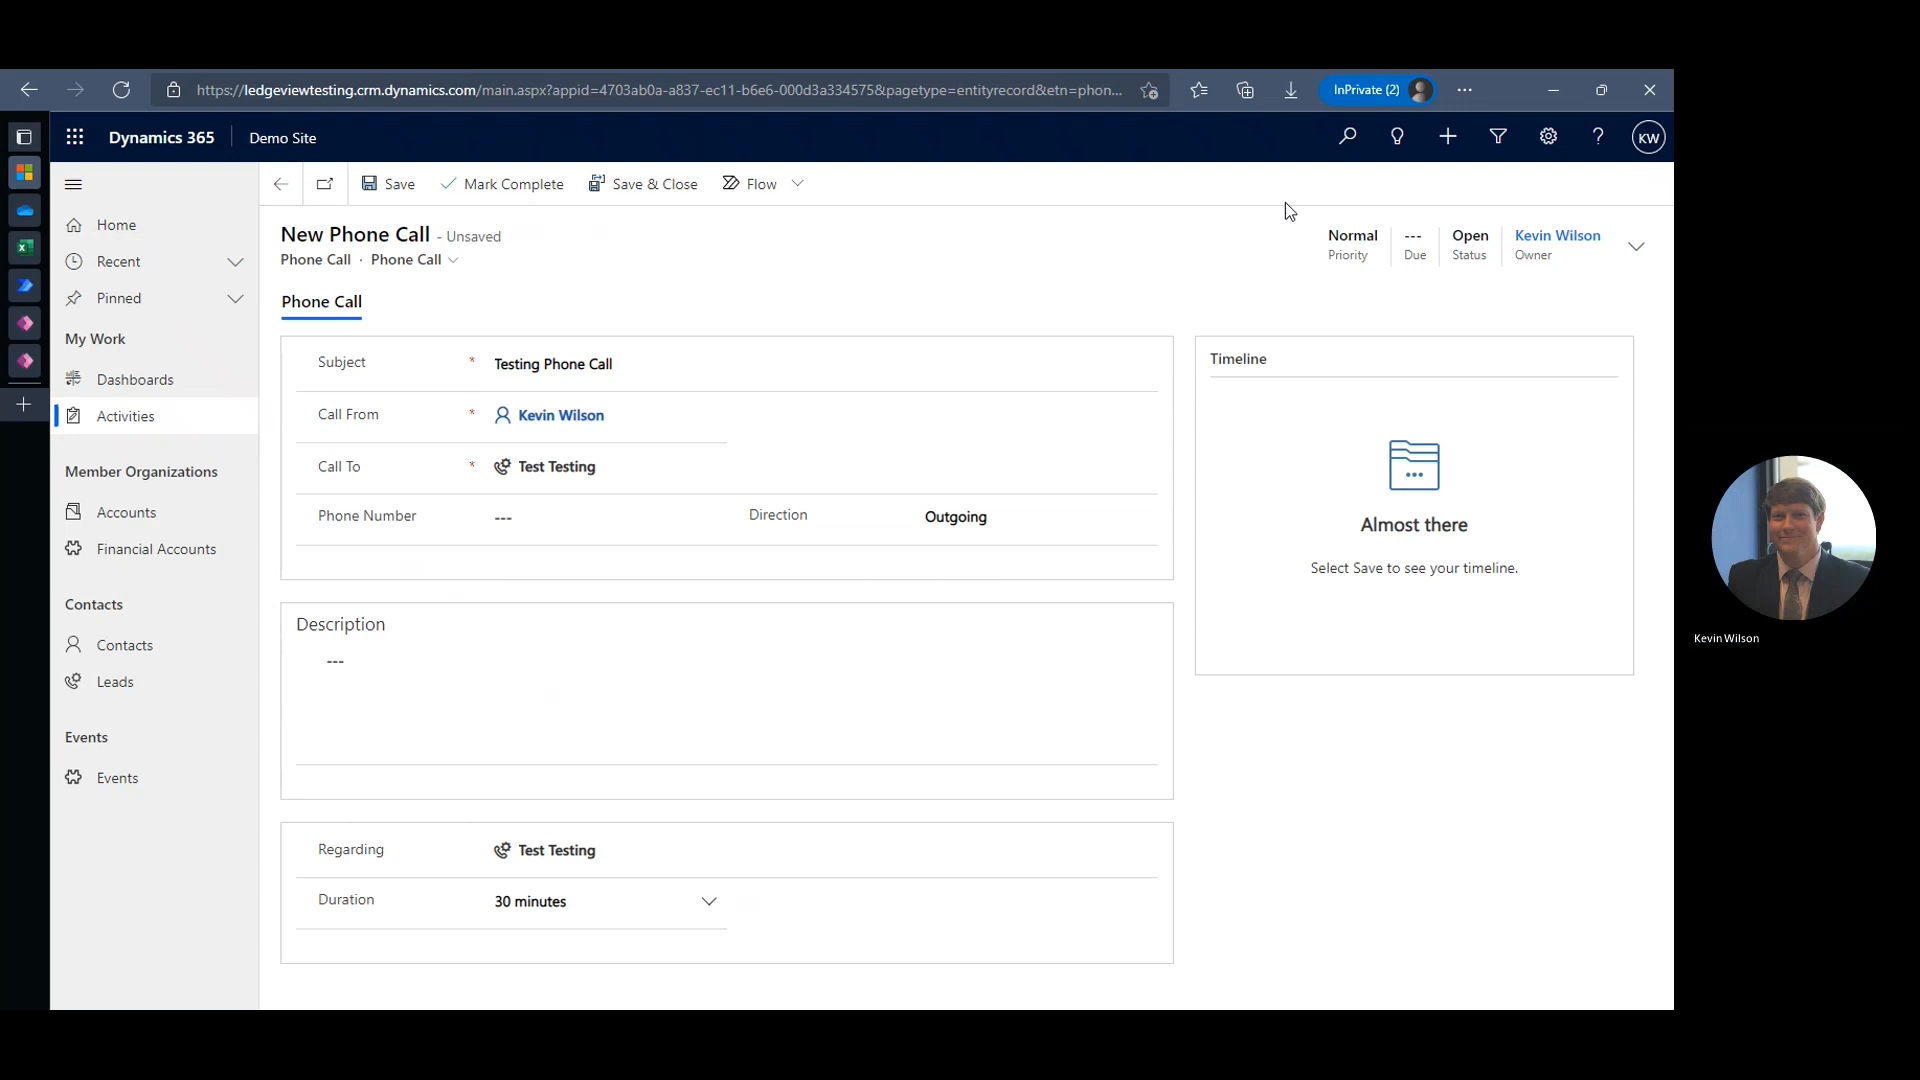 https://ledgeviewtesting.crm.dynamics.com/main.aspx?appid=4703ab0a-a837-ec11-b6e6-000d3a334575&pagetype=entityrecord&etn=phon...
InPrivate (2)
Dynamics 365
Demo Site
KW
Save
Mark Complete
Save & Close
Flow
Home
Recent
Pinned
My Work
Dashboards
Activities
Member Organizations
Accounts
Financial Accounts
Contacts
Contacts
Leads
Events
Events
New Phone Call - Unsaved
Phone Call · Phone Call
Normal
Priority
---
Due
Open
Status
Kevin Wilson
Owner
Phone Call
Subject * Testing Phone Call
Call From * Kevin Wilson
Call To * Test Testing
Phone Number ---
Direction Outgoing
Description
---
Regarding Test Testing
Duration 30 minutes
Timeline
Almost there
Select Save to see your timeline.
Kevin Wilson